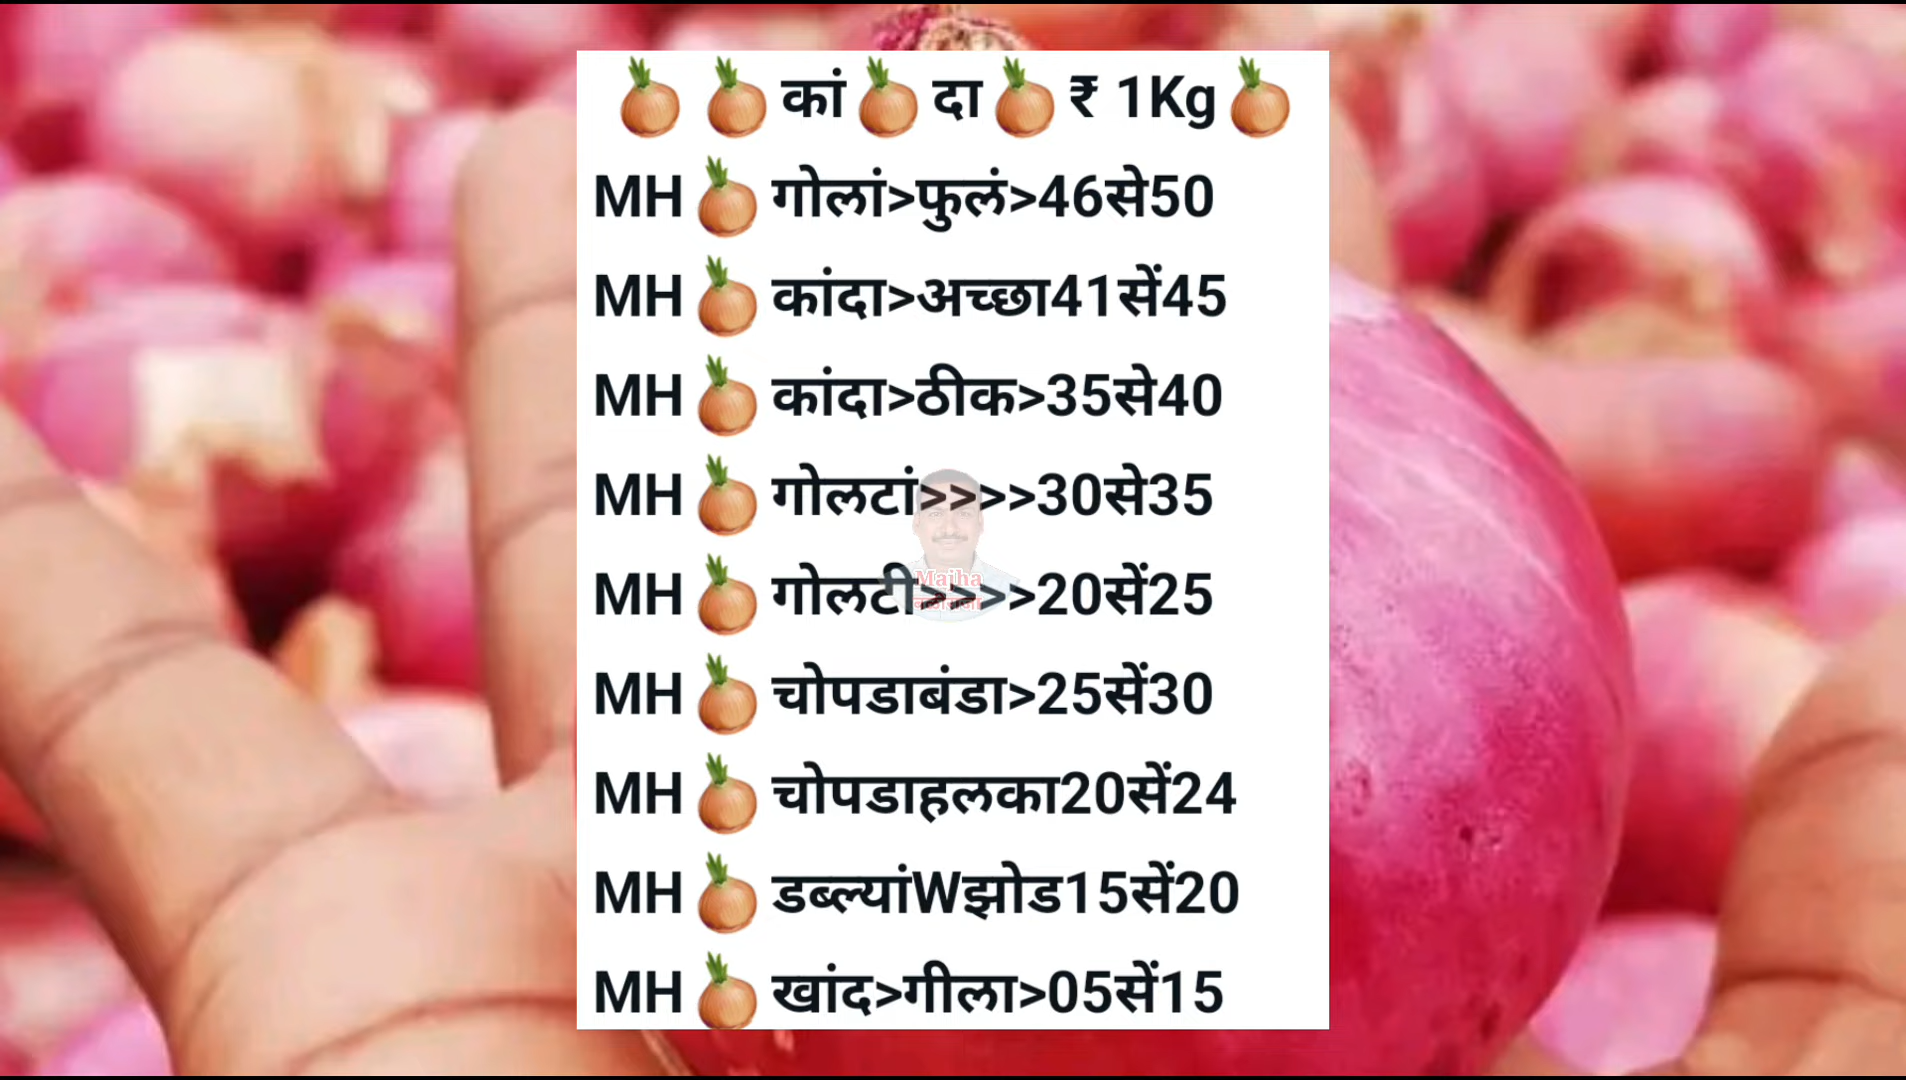 🧅 🧅 कां🧅 दा🧅 ₹ 1Kg🧅
MH🧅 गोलां>फुलं>46से50
MH🧅 कांदा>अच्छा41सें45
MH🧅 कांदा>ठीक>35से40
MH🧅 गोलटां>>>>30से35
MH🧅 गोलटी>>>>20सें25
Majha
MH🧅 चोपडाबंडा>25सें30
MH🧅 चोपडाहलका20सें24
MH🧅 डब्ल्यांWझोड15सें20
MH🧅 खांद>गीला>05सें15